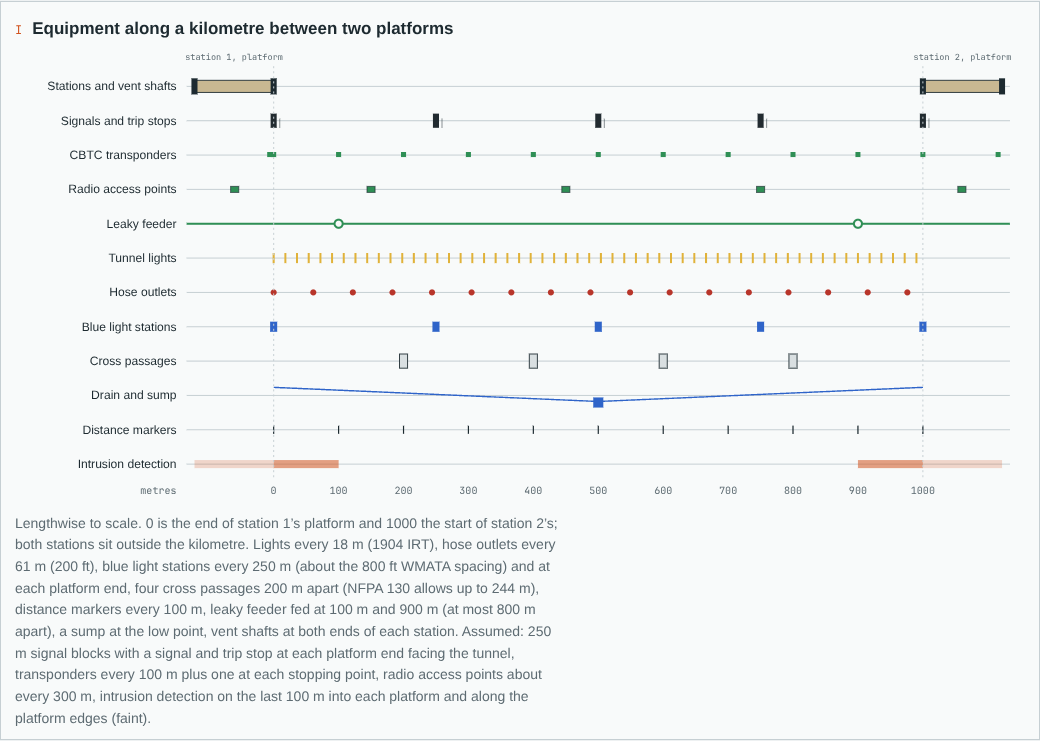 I Equipment along a kilometre between two platforms
station 1, platform
station 2, platform
Stations and vent shafts
Signals and trip stops
CBTC transponders
Radio access points
Leaky feeder
Tunnel lights
Hose outlets
Blue light stations
Cross passages
Drain and sump
Distance markers
Intrusion detection
metres 0 100 200 300 400 500 600 700 800 900 1000
Lengthwise to scale. 0 is the end of station 1’s platform and 1000 the start of station 2’s;
both stations sit outside the kilometre. Lights every 18 m (1904 IRT), hose outlets every
61 m (200 ft), blue light stations every 250 m (about the 800 ft WMATA spacing) and at
each platform end, four cross passages 200 m apart (NFPA 130 allows up to 244 m),
distance markers every 100 m, leaky feeder fed at 100 m and 900 m (at most 800 m
apart), a sump at the low point, vent shafts at both ends of each station. Assumed: 250
m signal blocks with a signal and trip stop at each platform end facing the tunnel,
transponders every 100 m plus one at each stopping point, radio access points about
every 300 m, intrusion detection on the last 100 m into each platform and along the
platform edges (faint).